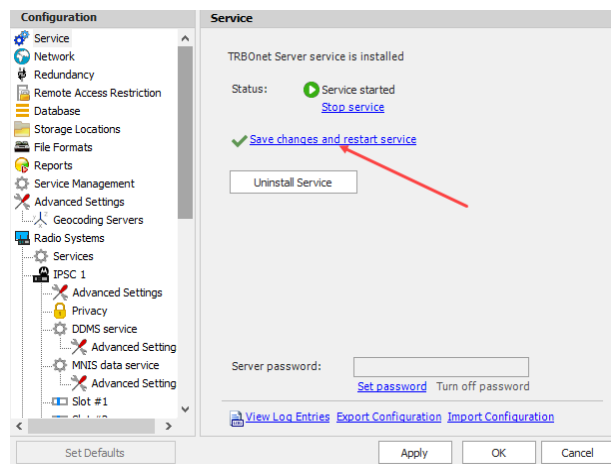 Configuration
Service
Network
Redundancy
Remote Access Restriction
Database
Storage Locations
File Formats
Reports
Service Management
Advanced Settings
Geocoding Servers
Radio Systems
Services
IPSC 1
Advanced Settings
Privacy
DDMS service
Advanced Setting
MNIS data service
Advanced Setting
Slot #1
Set Defaults
Service
TRBOnet Server service is installed
Status:
Service started
Stop service
Save changes and restart service
Uninstall Service
Server password:
Set password Turn off password
View Log Entries Export Configuration Import Configuration
Apply OK Cancel